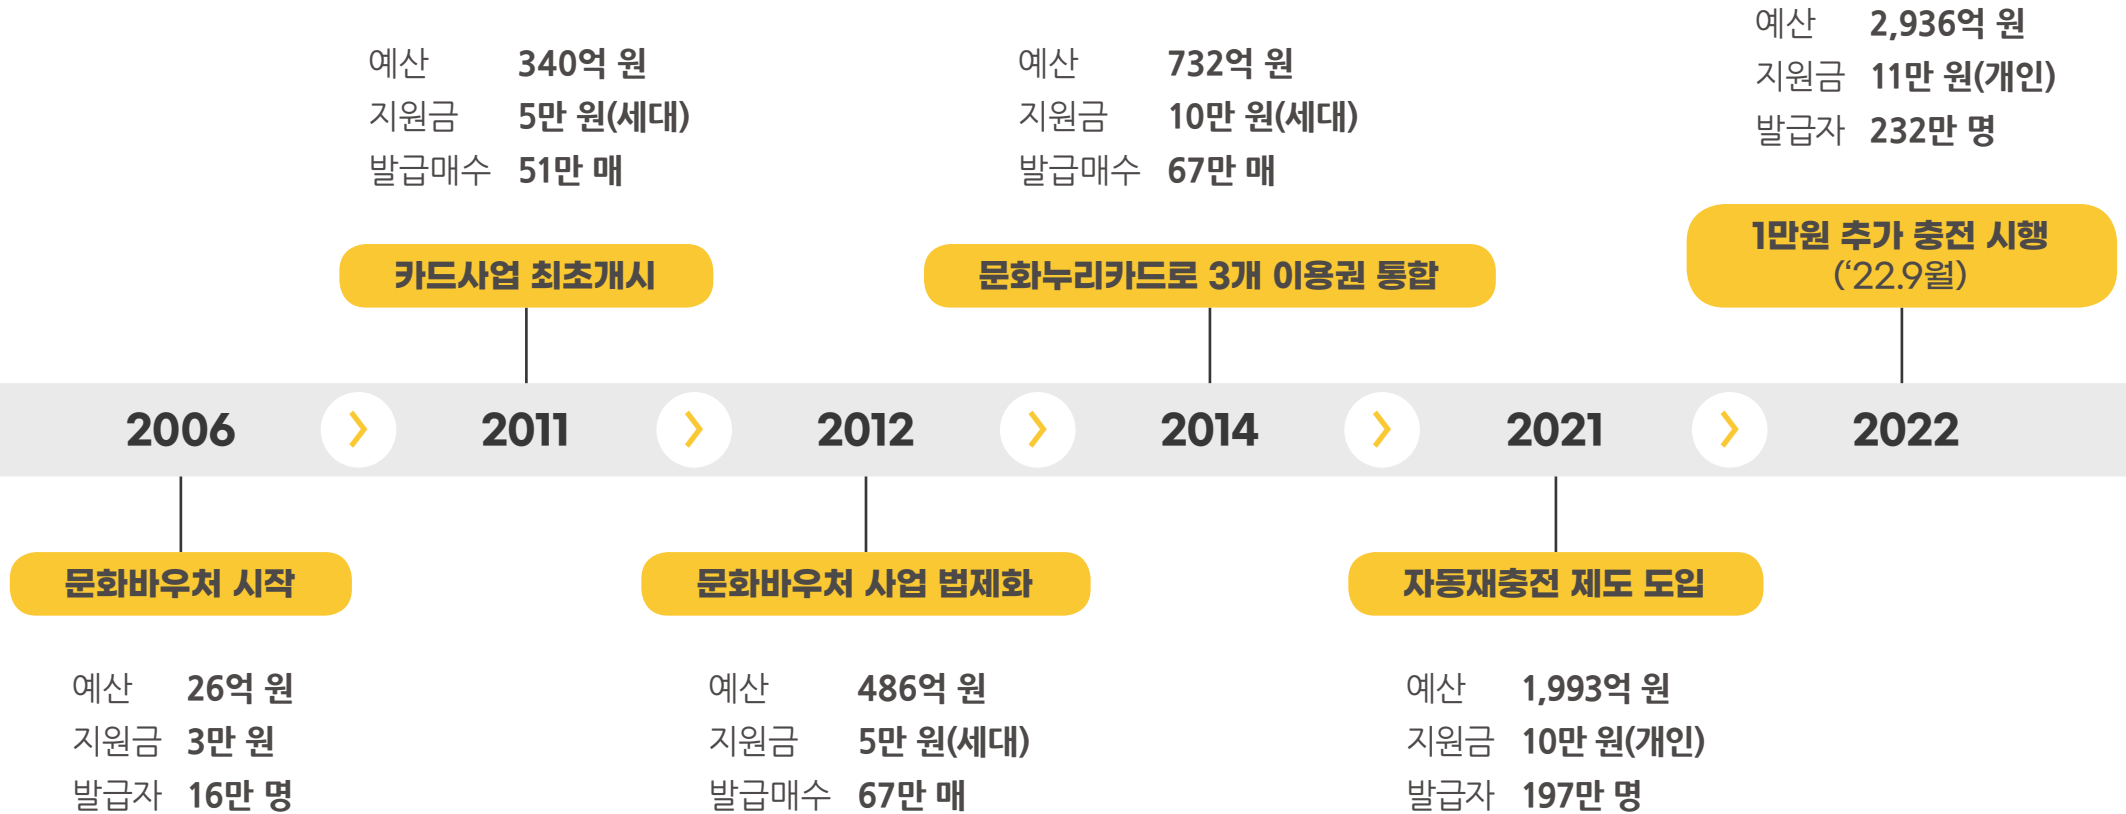 예산 340억 원
지원금 5만 원(세대)
발급매수 51만 매
카드사업 최초개시
예산 732억 원
지원금 10만 원(세대)
발급매수 67만 매
문화누리카드로 3개 이용권 통합
예산 2,936억 원
지원금 11만 원(개인)
발급자 232만 명
1만원 추가 충전 시행
(‘22.9월)
2006 2011 2012 2014 2021 2022
문화바우처 시작
예산 26억 원
지원금 3만 원
발급자 16만 명
문화바우처 사업 법제화
예산 486억 원
지원금 5만 원(세대)
발급매수 67만 매
자동재충전 제도 도입
예산 1,993억 원
지원금 10만 원(개인)
발급자 197만 명